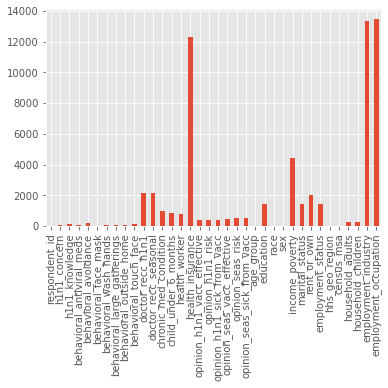 14000
12000
10000
8000
6000
4000
2000
0
respondent_id
h1n1_concern
h1n1_knowledge
behavioral_antiviral_meds
behavioral_avoidance
behavioral_face_mask
behavioral_wash_hands
behavioral_large_gatherings
behavioral_outside_home
behavioral_touch_face
doctor_recc_h1n1
doctor_recc_seasonal
chronic_med_condition
child_under_6_months
health_worker
health_insurance
opinion_h1n1_vacc_effective
opinion_h1n1_risk
opinion_h1n1_sick_from_vacc
opinion_seas_vacc_effective
opinion_seas_risk
opinion_seas_sick_from_vacc
age_group
education
race
sex
income_poverty
marital_status
rent_or_own
employment_status
hhs_geo_region
census_msa
household_adults
household_children
employment_industry
employment_occupation